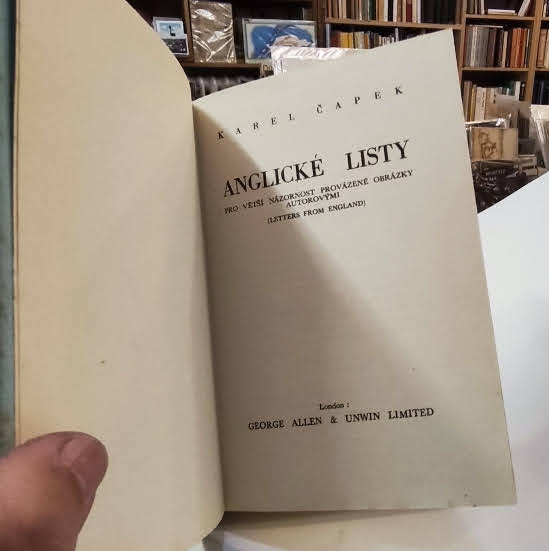 KAREL ČAPEK
ANGLICKÉ LISTY
PRO VĚTŠÍ NÁZORNOST PROVÁZENÉ OBRÁZKY
AUTOROVÝMI
(LETTERS FROM ENGLAND)
London :
GEORGE ALLEN & UNWIN LIMITED